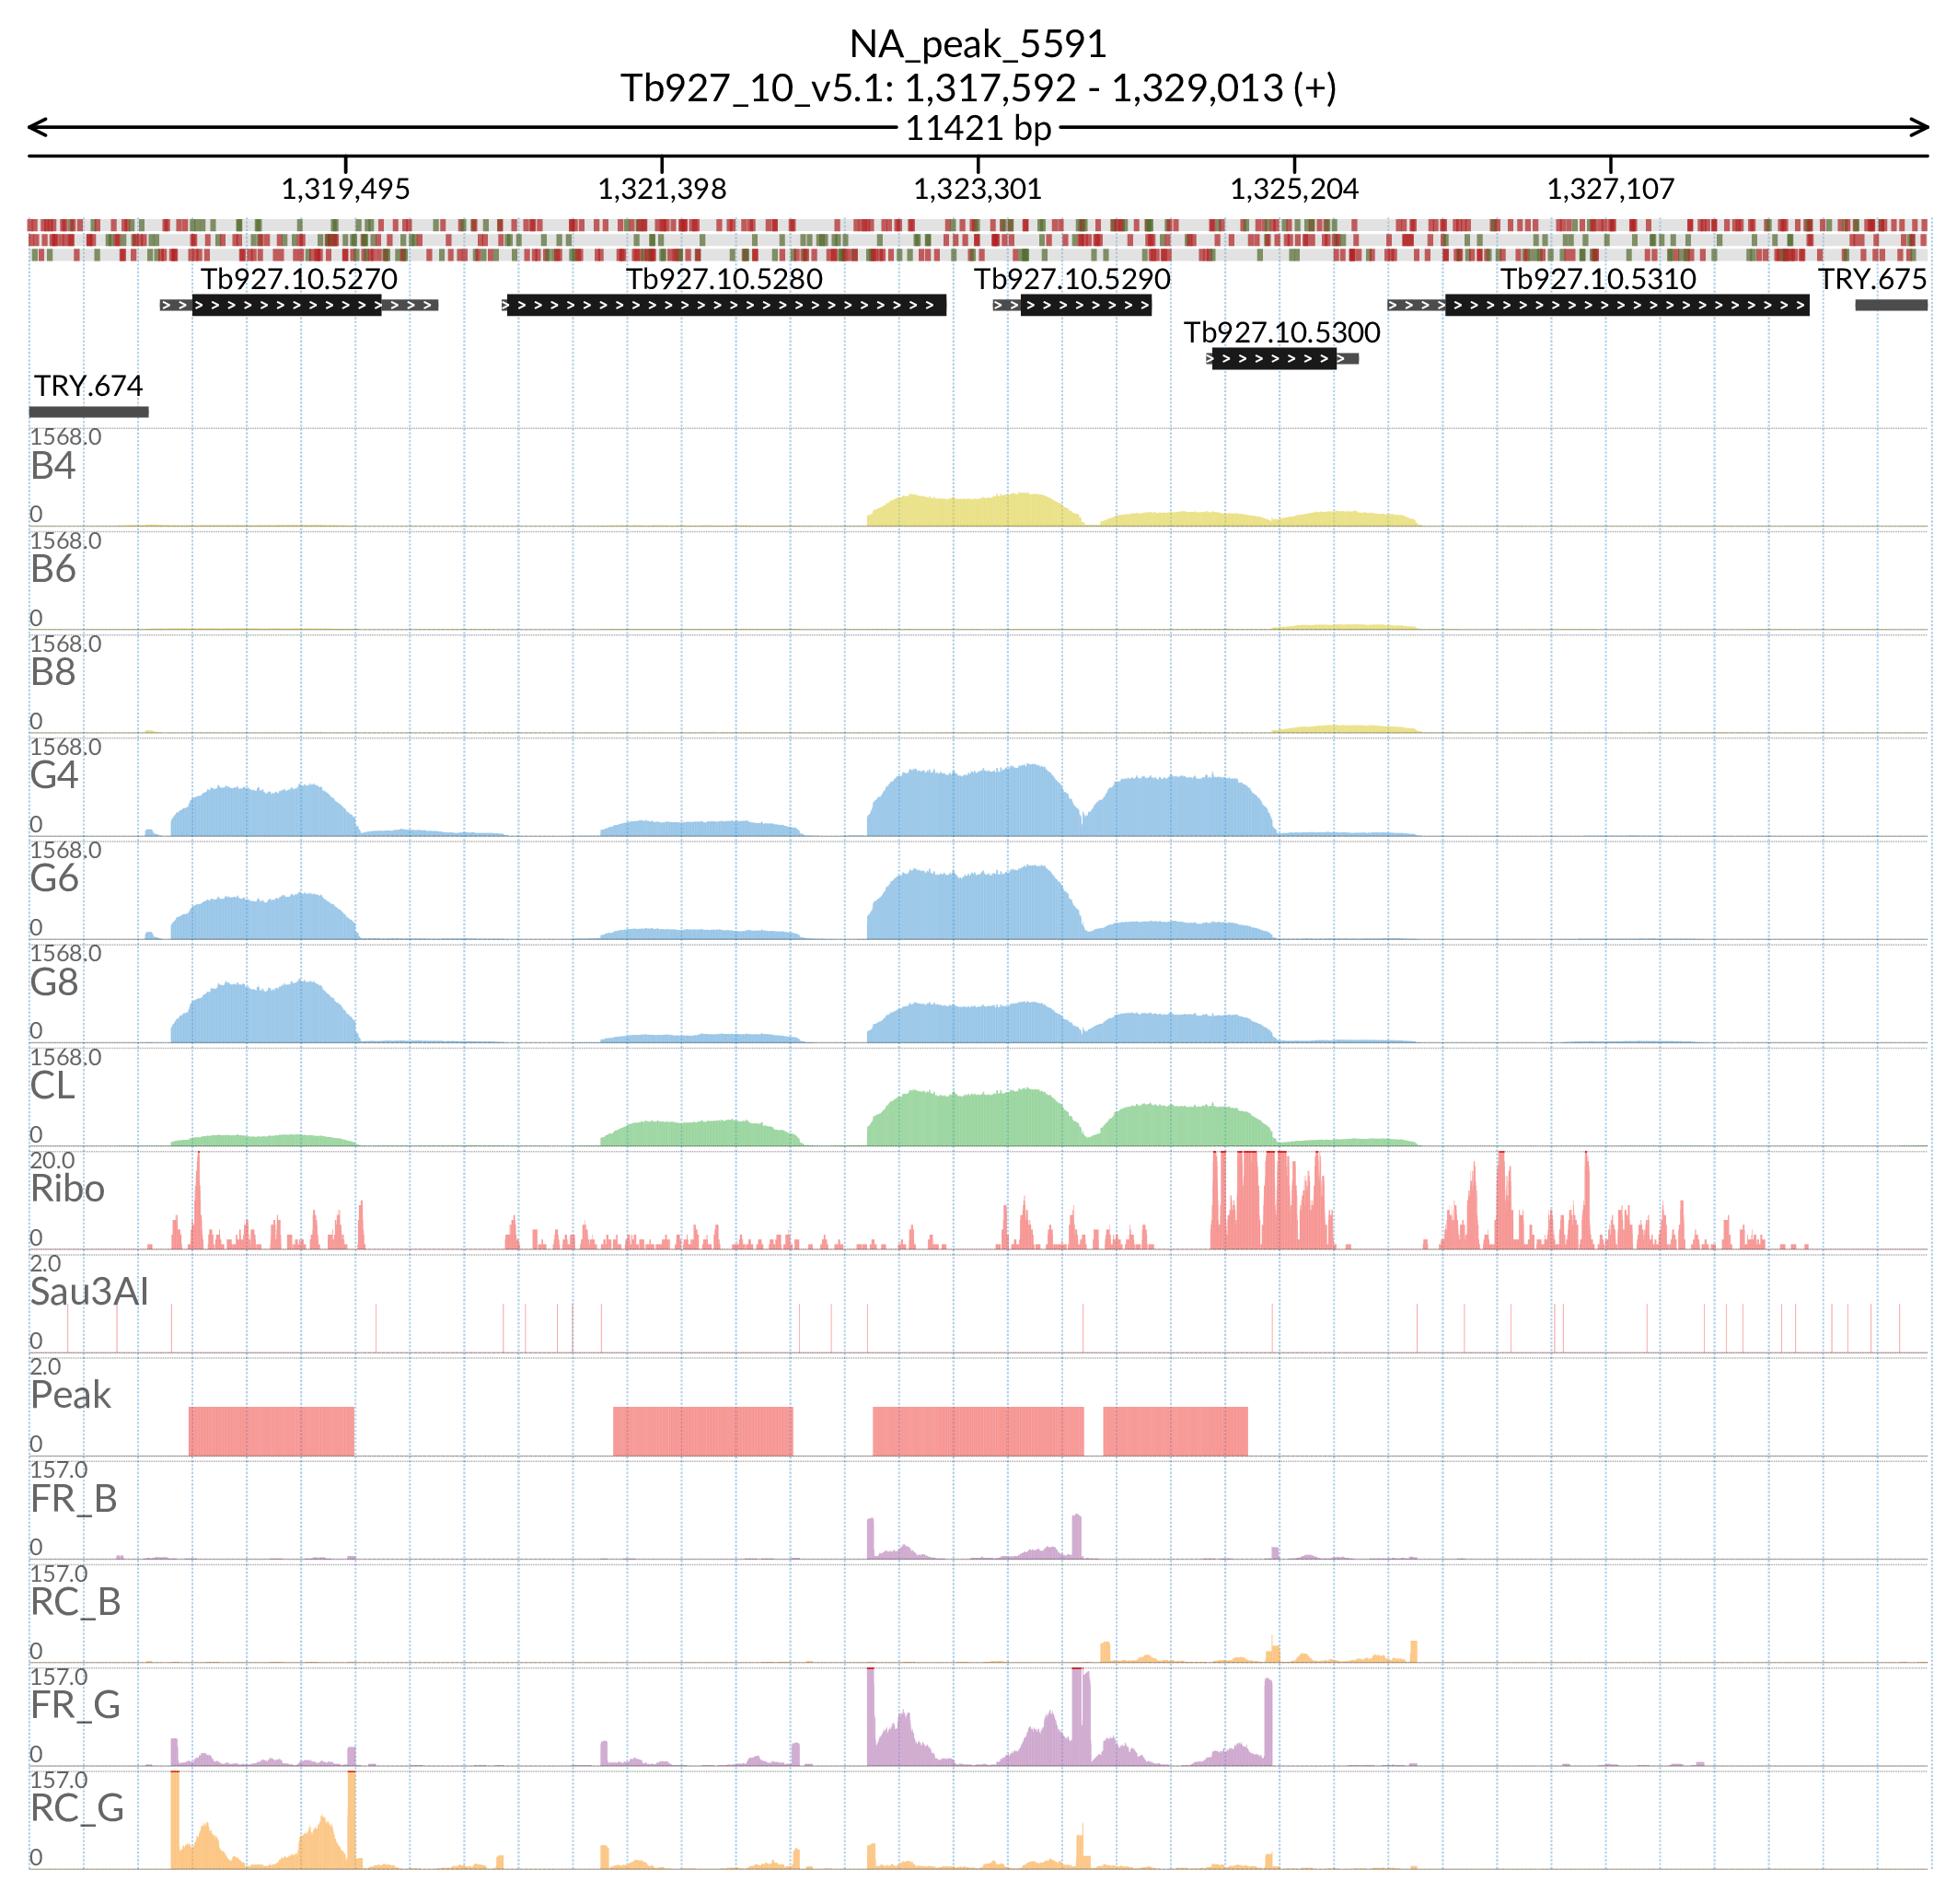 NA_peak_5591
Tb927_10_v5.1: 1,317,592 - 1,329,013 (+)
11421 bp
1,319,495 1,321,398 1,323,301 1,325,204 1,327,107
Tb927.10.5270 Tb927.10.5280 Tb927.10.5290 Tb927.10.5310 TRY.675
Tb927.10.5300
TRY.674
1568.0
B4
0
1568.0
B6
0
1568.0
B8
0
1568.0
G4
0
1568.0
G6
0
1568.0
G8
0
1568.0
CL
0
20.0
Ribo
0
2.0
Sau3AI
0
2.0
Peak
0
157.0
FR_B
0
157.0
RC_B
0
157.0
FR_G
0
157.0
RC_G
0